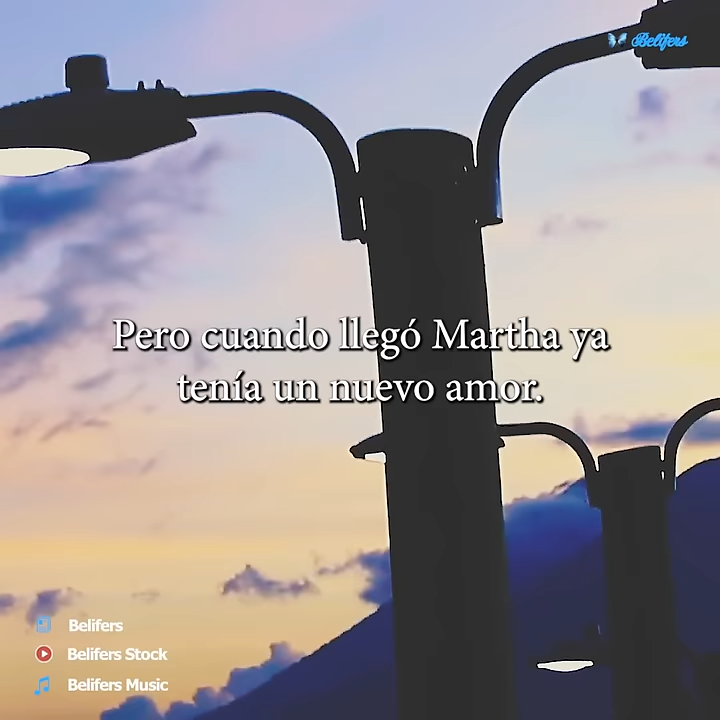 Belifers
Pero cuando llegó Martha ya
tenía un nuevo amor.
Belifers
Belifers Stock
Belifers Music